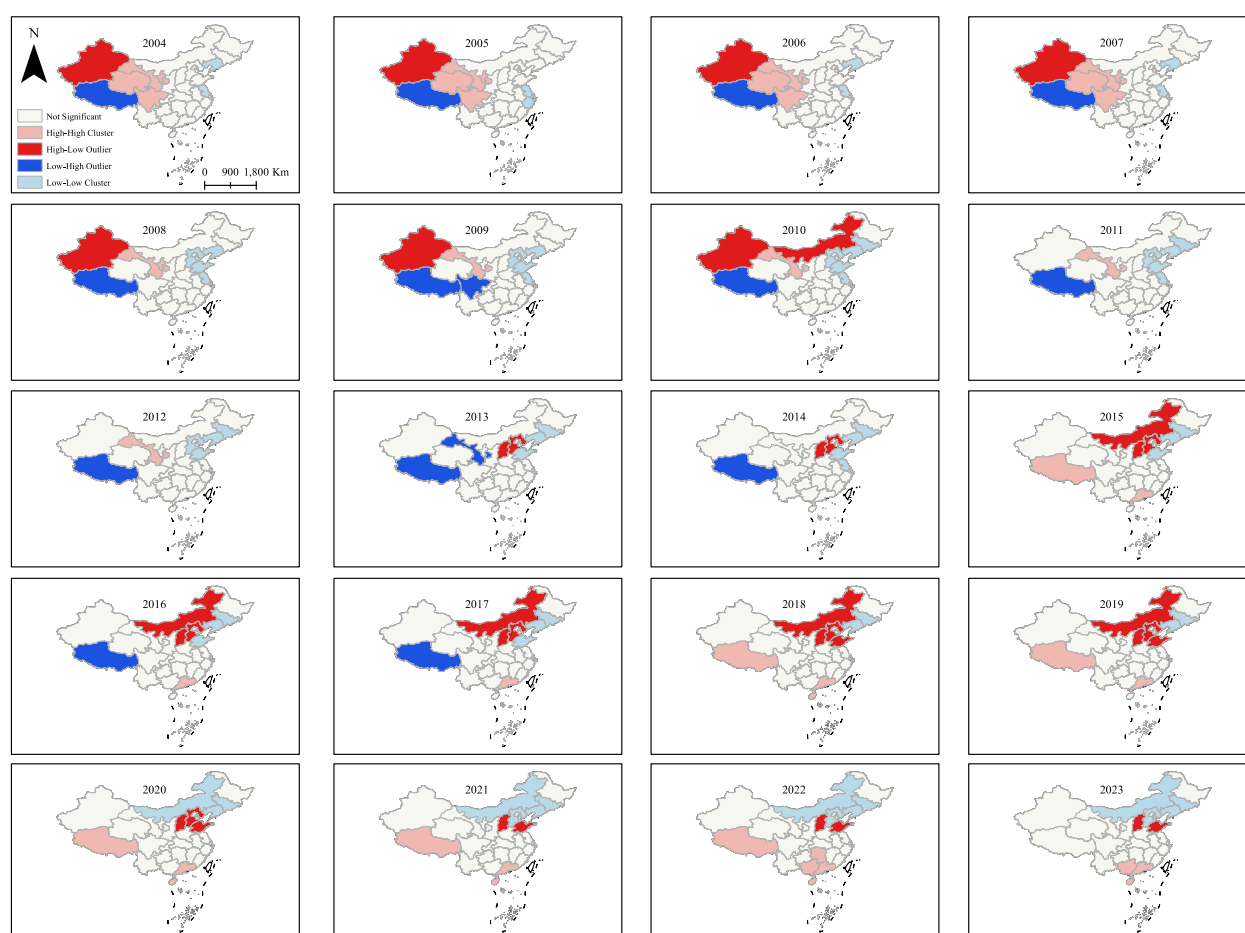 N
2004
2005
2006
2007
Not Significant
High-High Cluster
High-Low Outlier
Low-High Outlier
Low-Low Cluster
0 900 1,800 Km
2008
2009
2010
2011
2012
2013
2014
2015
2016
2017
2018
2019
2020
2021
2022
2023